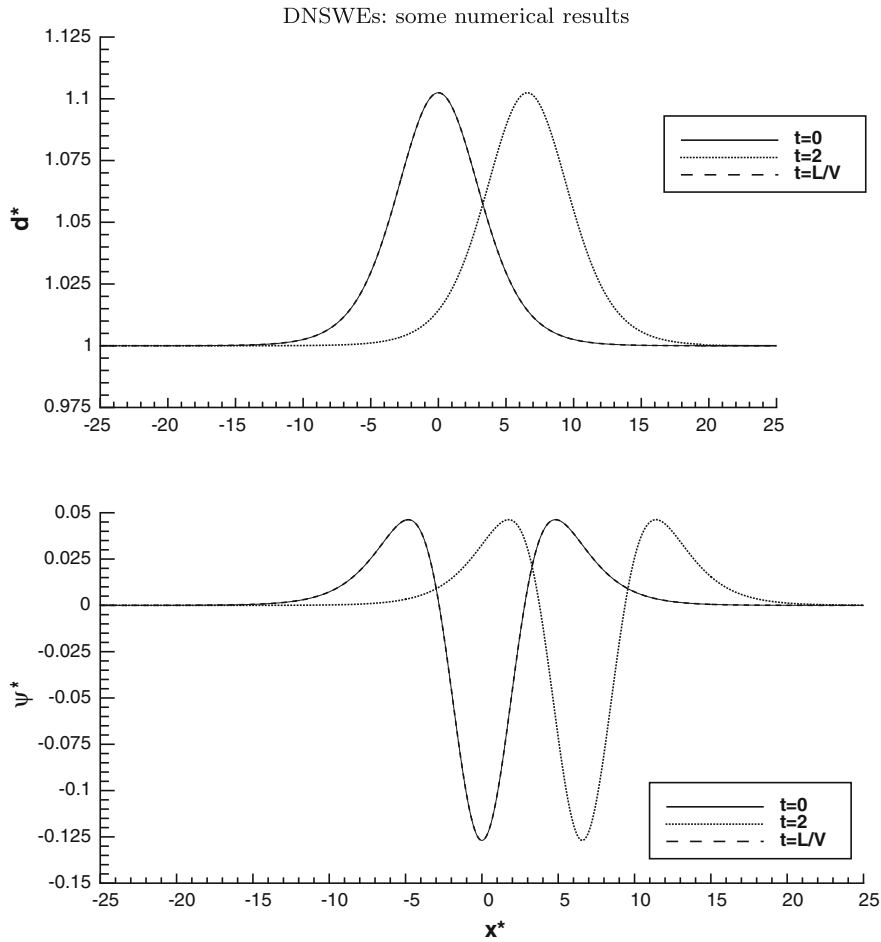 DNSWEs: some numerical results
1.125
1.1
1.075
1.05
1.025
1
0.975
d*
-25 -20 -15 -10 -5 0 5 10 15 20 25
t=0
t=2
t=L/V
0.05
0.025
0
-0.025
-0.05
-0.075
-0.1
-0.125
-0.15
ψ*
-25 -20 -15 -10 -5 0 5 10 15 20 25
x*
t=0
t=2
t=L/V